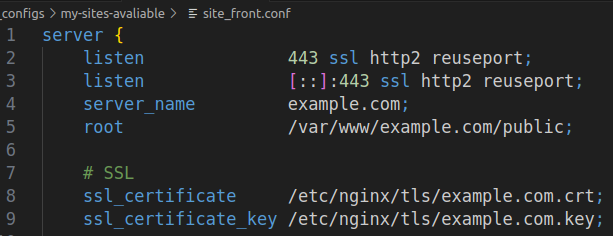 _configs > my-sites-avaliable > site_front.conf
1 server {
2 listen 443 ssl http2 reuseport;
3 listen [::]:443 ssl http2 reuseport;
4 server_name example.com;
5 root /var/www/example.com/public;
6
7 # SSL
8 ssl_certificate /etc/nginx/tls/example.com.crt;
9 ssl_certificate_key /etc/nginx/tls/example.com.key;